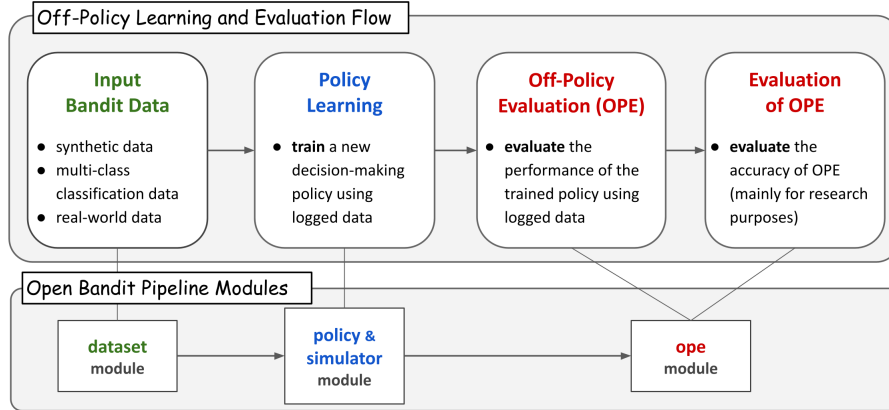 Off-Policy Learning and Evaluation Flow
Input
Bandit Data
● synthetic data
● multi-class
classification data
● real-world data
Policy
Learning
● train a new
decision-making
policy using
logged data
Off-Policy
Evaluation (OPE)
● evaluate the
performance of the
trained policy using
logged data
Evaluation
of OPE
● evaluate the
accuracy of OPE
(mainly for research
purposes)
Open Bandit Pipeline Modules
dataset
module
policy &
simulator
module
ope
module